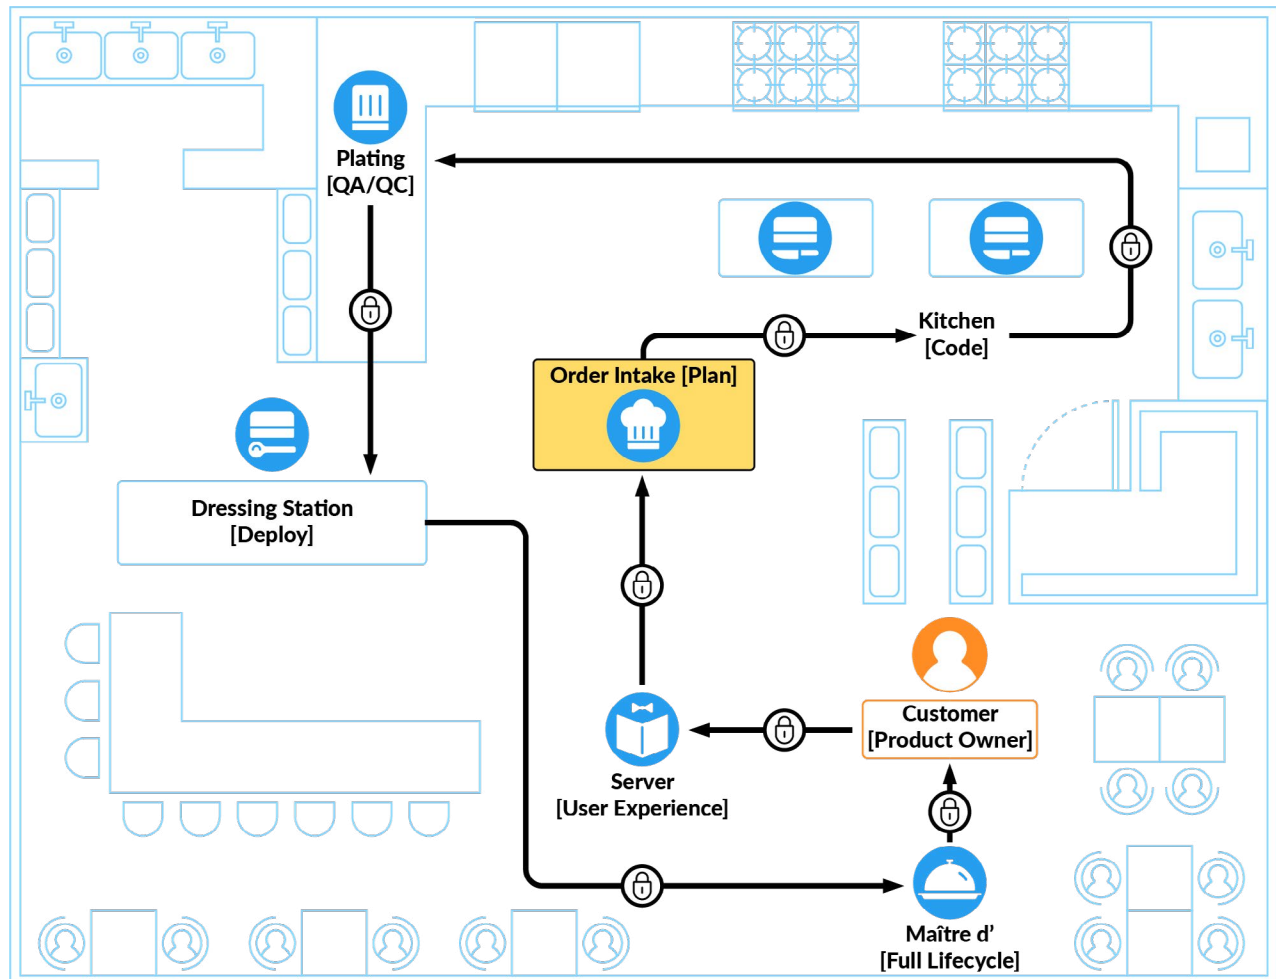 Plating
[QA/QC]
Kitchen
[Code]
Order Intake [Plan]
Dressing Station
[Deploy]
Customer
[Product Owner]
Server
[User Experience]
Maître d’
[Full Lifecycle]